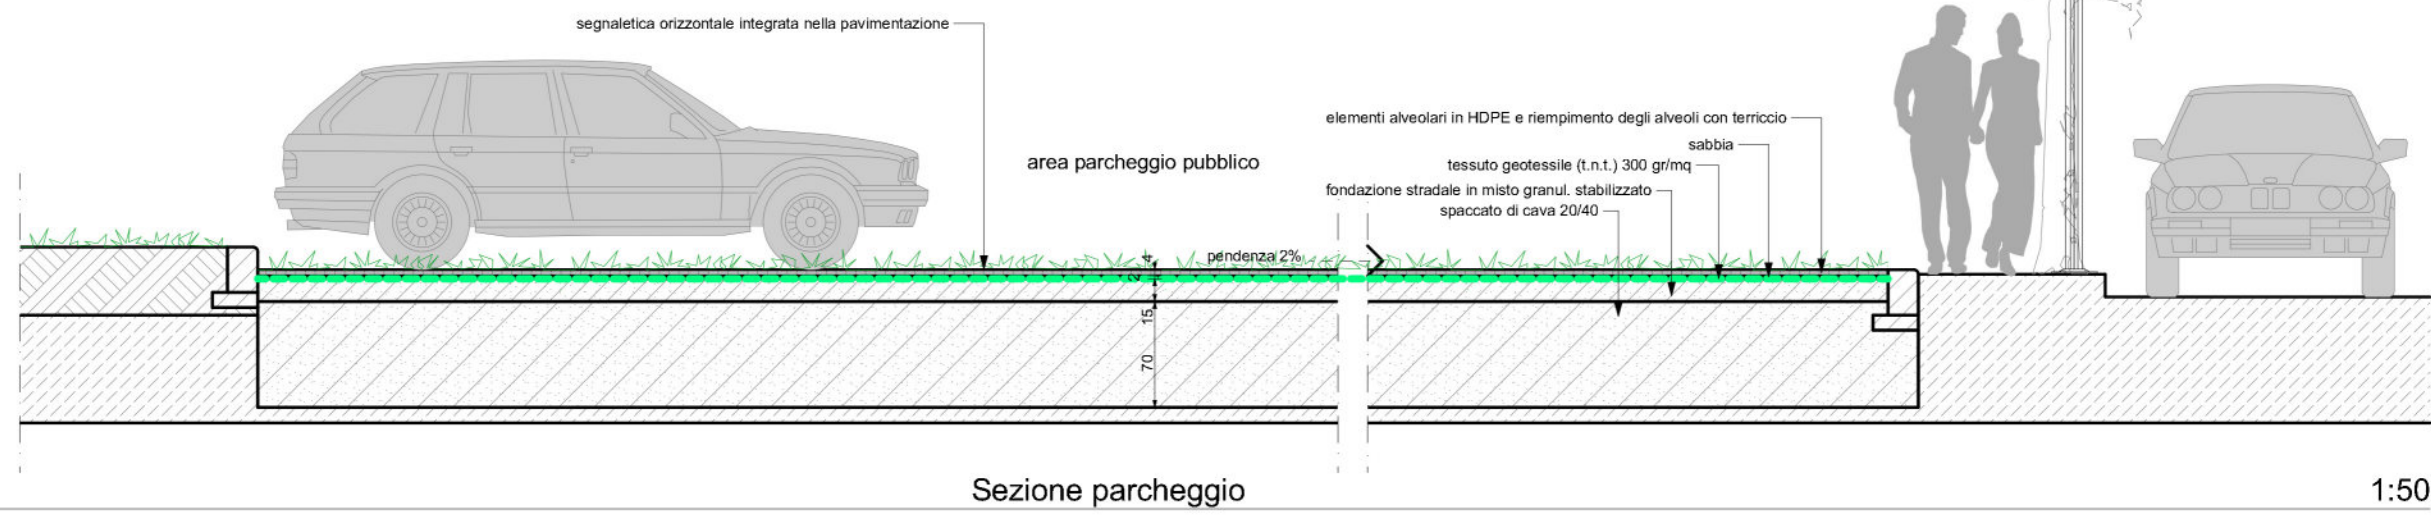 segnaletica orizzontale integrata nella pavimentazione
elementi alveolari in HDPE e riempimento degli alveoli con terriccio
sabbia
area parcheggio pubblico
tessuto geotessile (t.n.t.) 300 gr/mq
fondazione stradale in misto granul. stabilizzato
spaccato di cava 20/40
pendenza 2%
4
2
15
70
Sezione parcheggio
1:50